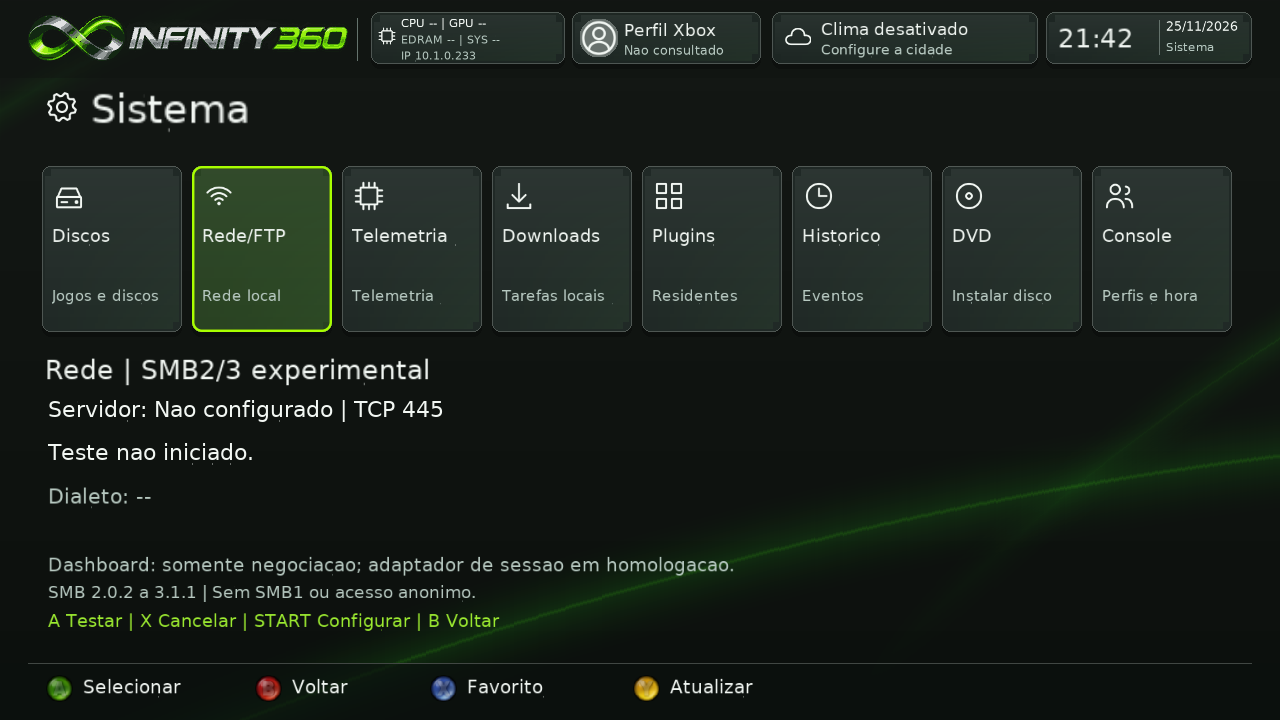 INFINITY 360
CPU -- | GPU --
EDRAM -- | SYS --
IP 10.1.0.233
Perfil Xbox
Nao consultado
Clima desativado
Configure a cidade
21:42
25/11/2026
Sistema
Sistema
Discos
Jogos e discos
Rede/FTP
Rede local
Telemetria
Telemetria
Downloads
Tarefas locais
Plugins
Residentes
Historico
Eventos
DVD
Instalar disco
Console
Perfis e hora
Rede | SMB2/3 experimental
Servidor: Nao configurado | TCP 445
Teste nao iniciado.
Dialeto: --
Dashboard: somente negociacao; adaptador de sessao em homologacao.
SMB 2.0.2 a 3.1.1 | Sem SMB1 ou acesso anonimo.
A Testar | X Cancelar | START Configurar | B Voltar
Selecionar
Voltar
Favorito
Atualizar